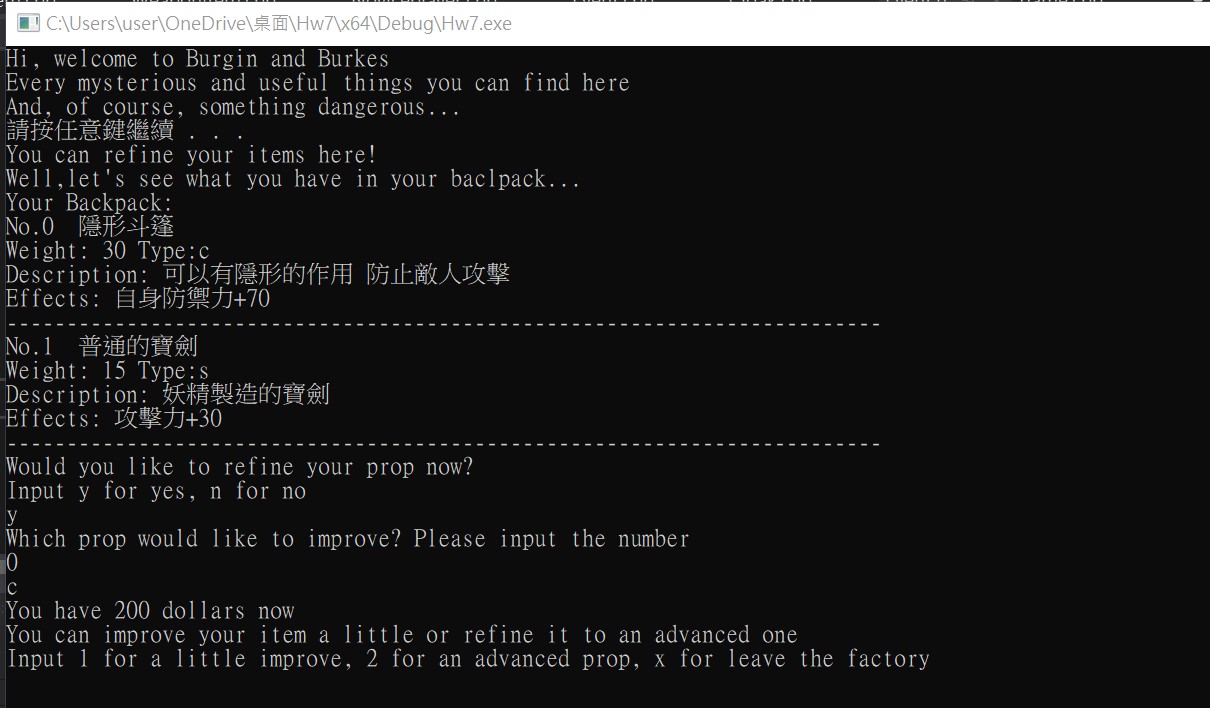 C:\Users\user\OneDrive\桌面\Hw7\x64\Debug\Hw7.exe
Hi, welcome to Burgin and Burkes
Every mysterious and useful things you can find here
And, of course, something dangerous...
請按任意鍵繼續 . . .
You can refine your items here!
Well,let's see what you have in your baclpack...
Your Backpack:
No.0  隱形斗篷
Weight: 30 Type:c
Description: 可以有隱形的作用 防止敵人攻擊
Effects: 自身防禦力+70
-------------------------------------------------------------------------
No.1  普通的寶劍
Weight: 15 Type:s
Description: 妖精製造的寶劍
Effects: 攻擊力+30
-------------------------------------------------------------------------
Would you like to refine your prop now?
Input y for yes, n for no
y
Which prop would like to improve? Please input the number
0
c
You have 200 dollars now
You can improve your item a little or refine it to an advanced one
Input 1 for a little improve, 2 for an advanced prop, x for leave the factory